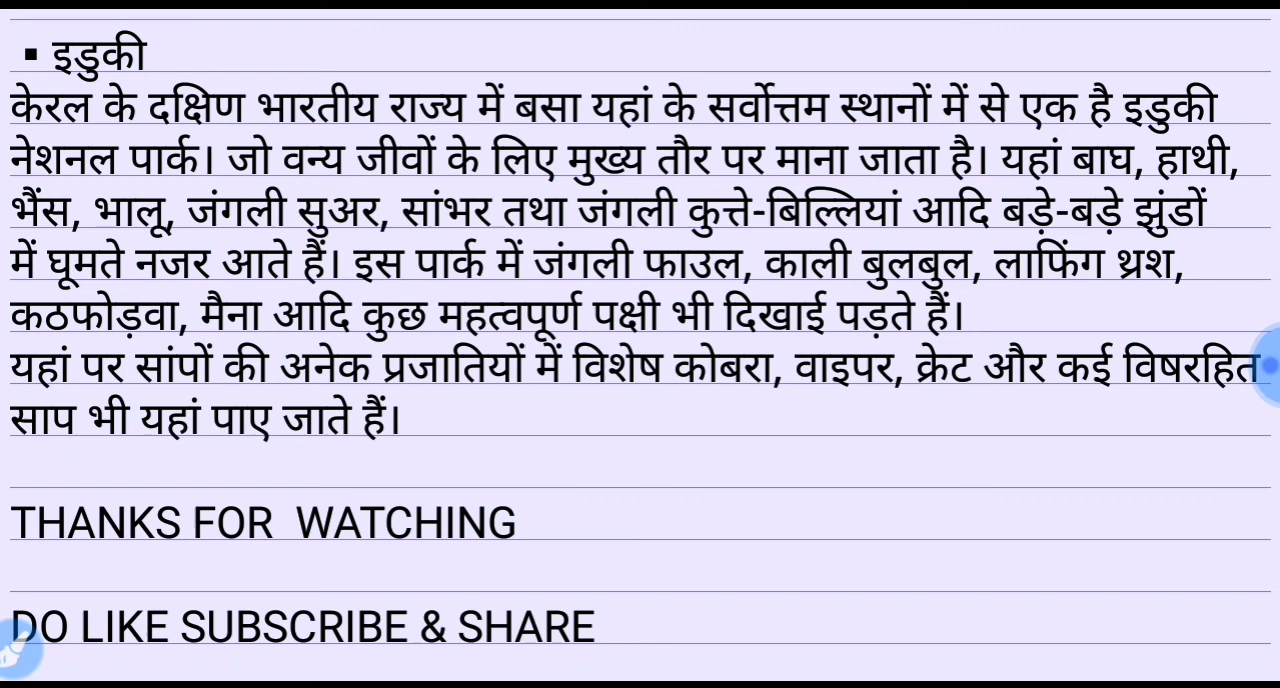 ▪ इडुकी
केरल के दक्षिण भारतीय राज्य में बसा यहां के सर्वोत्तम स्थानों में से एक है इडुकी
नेशनल पार्क। जो वन्य जीवों के लिए मुख्य तौर पर माना जाता है। यहां बाघ, हाथी,
भैंस, भालू, जंगली सुअर, सांभर तथा जंगली कुत्ते-बिल्लियां आदि बड़े-बड़े झुंडों
में घूमते नजर आते हैं। इस पार्क में जंगली फाउल, काली बुलबुल, लाफिंग थ्रश,
कठफोड़वा, मैना आदि कुछ महत्वपूर्ण पक्षी भी दिखाई पड़ते हैं।
यहां पर सांपों की अनेक प्रजातियों में विशेष कोबरा, वाइपर, क्रेट और कई विषरहित
साप भी यहां पाए जाते हैं।
THANKS FOR  WATCHING
DO LIKE SUBSCRIBE & SHARE